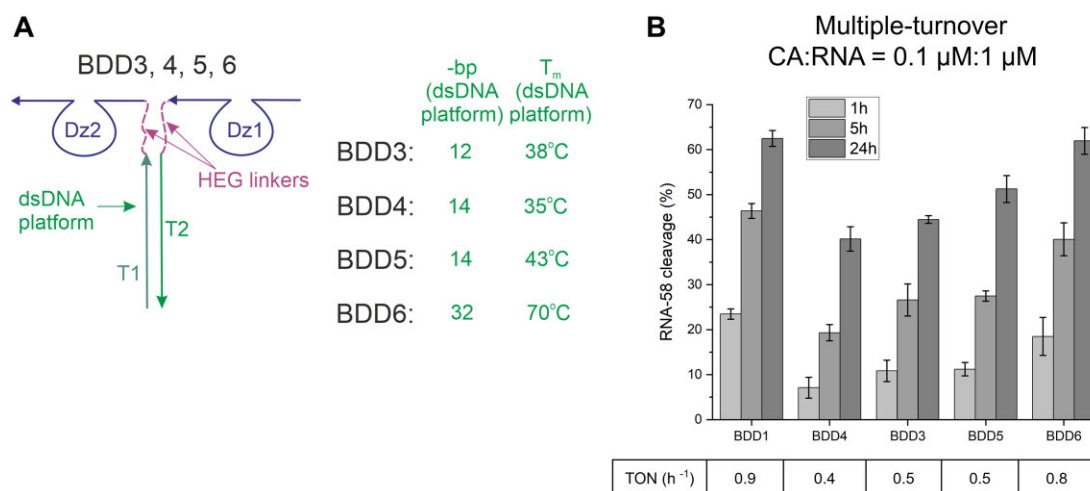 A
BDD3, 4, 5, 6
Dz2
Dz1
HEG linkers
dsDNA
platform
T2
T1
-bp
(dsDNA
platform)
Tm
(dsDNA
platform)
BDD3: 12 38°C
BDD4: 14 35°C
BDD5: 14 43°C
BDD6: 32 70°C
B
Multiple-turnover
CA:RNA = 0.1 µM:1 µM
RNA-58 cleavage (%)
70
60
50
40
30
20
10
0
1h
5h
24h
BDD1 BDD4 BDD3 BDD5 BDD6
TON (h⁻¹) 0.9 0.4 0.5 0.5 0.8